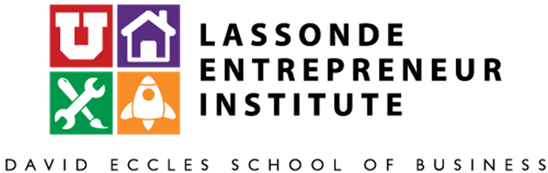 U
LASSONDE
ENTREPRENEUR
INSTITUTE
DAVID ECCLES SCHOOL OF BUSINESS